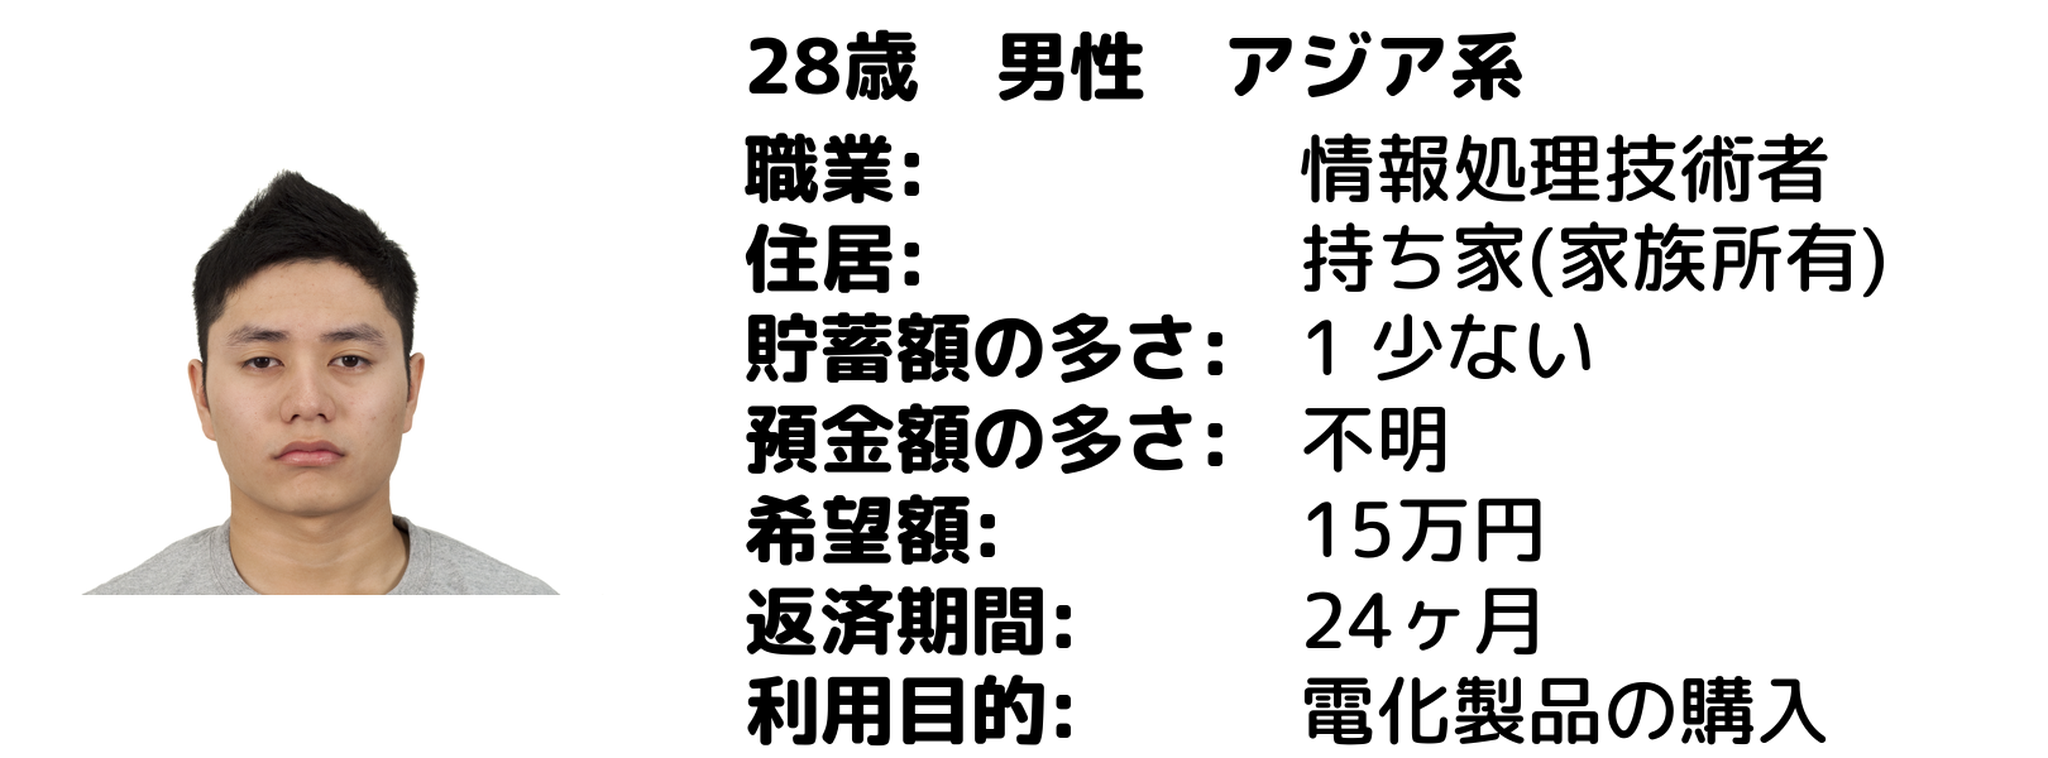 28歳　男性　アジア系
職業: 情報処理技術者
住居: 持ち家(家族所有)
貯蓄額の多さ: 1 少ない
預金額の多さ: 不明
希望額: 15万円
返済期間: 24ヶ月
利用目的: 電化製品の購入